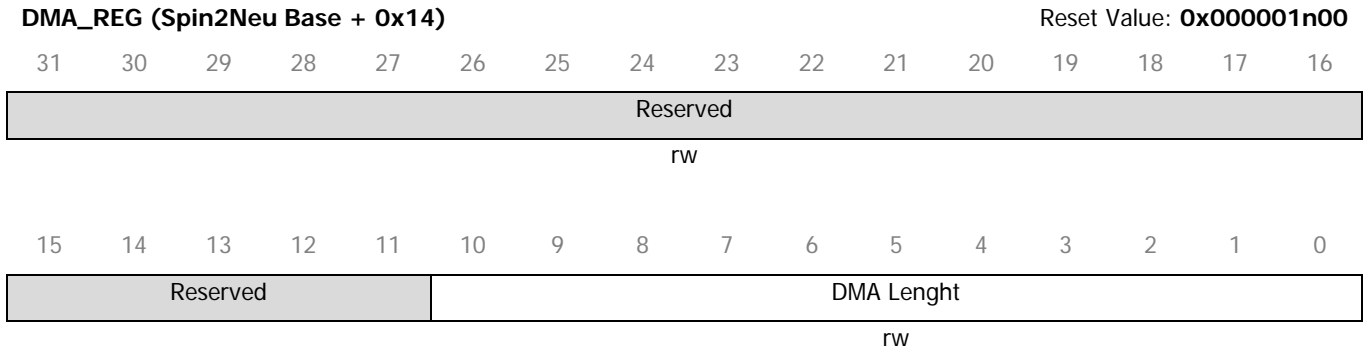 DMA_REG (Spin2Neu Base + 0x14) Reset Value: 0x000001n00
31 30 29 28 27 26 25 24 23 22 21 20 19 18 17 16
Reserved
rw
15 14 13 12 11 10 9 8 7 6 5 4 3 2 1 0
Reserved DMA Lenght
rw